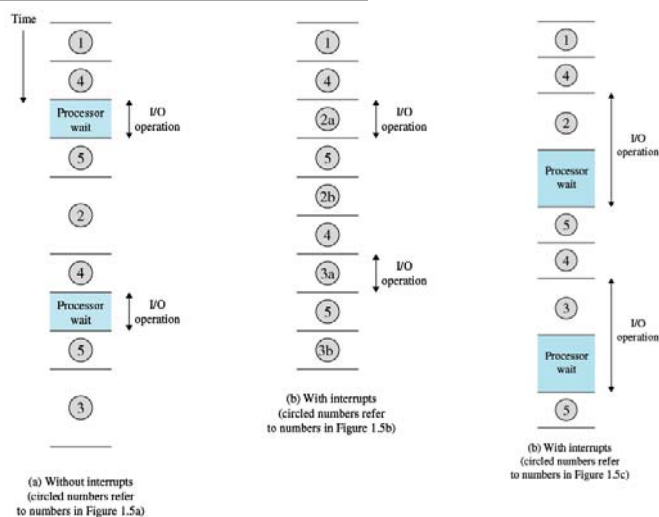 Time
1
4
Processor
wait
I/O
operation
5
2
4
Processor
wait
I/O
operation
5
3
(a) Without interrupts
(circled numbers refer
to numbers in Figure 1.5a)
1
4
2a
I/O
operation
5
2b
4
3a
I/O
operation
5
3b
(b) With interrupts
(circled numbers refer
to numbers in Figure 1.5b)
1
4
2
Processor
wait
I/O
operation
5
4
3
Processor
wait
I/O
operation
5
(b) With interrupts
(circled numbers refer
to numbers in Figure 1.5c)